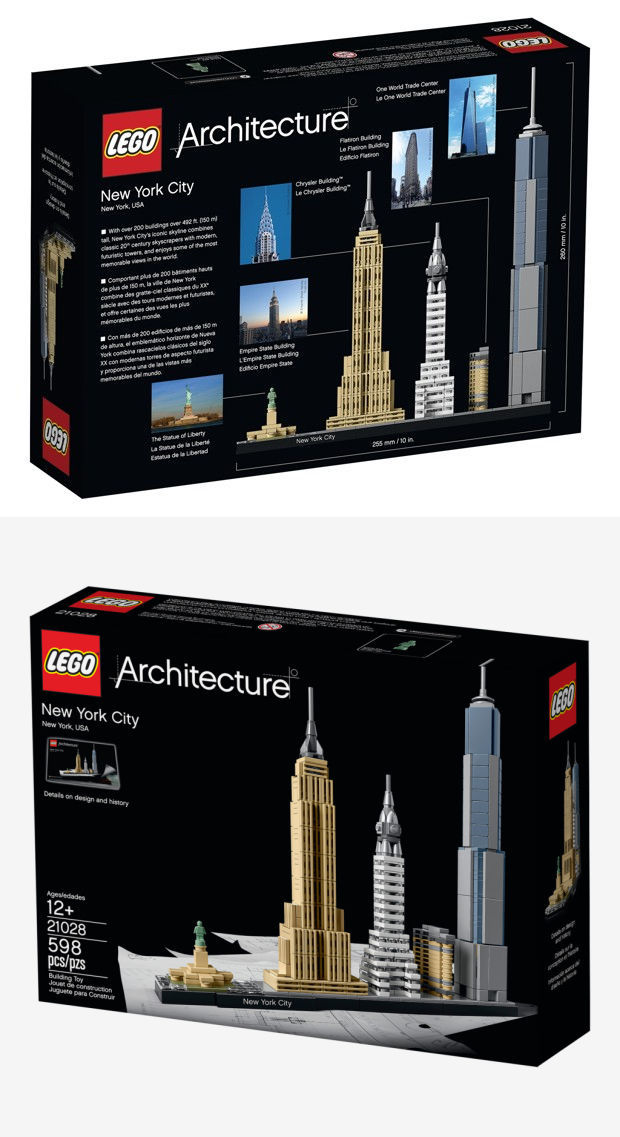 21028
LEGO
LEGO
Architecture
New York City
New York, USA
One World Trade Center
Le One World Trade Center
Flatiron Building
Le Flatiron Building
Edificio Flatiron
Chrysler Building™
Le Chrysler Building™
With over 200 buildings over 492 ft. (150 m)
tall, New York City's iconic skyline combines
classic 20th century skyscrapers with modern,
futuristic towers, and enjoys some of the most
memorable views in the world.
Comportant plus de 200 bâtiments hauts
de plus de 150 m, la ville de New York
combine des gratte-ciel classiques du XXe
siècle avec des tours modernes et futuristes,
et offre certaines des vues les plus
mémorables du monde.
Con más de 200 edificios de más de 150 m
de altura, el emblemático horizonte de Nueva
York combina rascacielos clásicos del siglo
XX con modernas torres de aspecto futurista
y proporciona una de las vistas más
memorables del mundo.
Empire State Building
L'Empire State Building
Edificio Empire State
The Statue of Liberty
La Statue de la Liberté
Estatua de la Libertad
New York City
255 mm / 10 in.
260 mm / 10 in.
LEGO
LEGO
21028
LEGO
Architecture
New York City
New York, USA
Details on design and history
Ages/edades
12+
21028
598
pcs/pzs
Building Toy
Jouet de construction
Juguete para Construir
New York City
LEGO
Details on design
and history